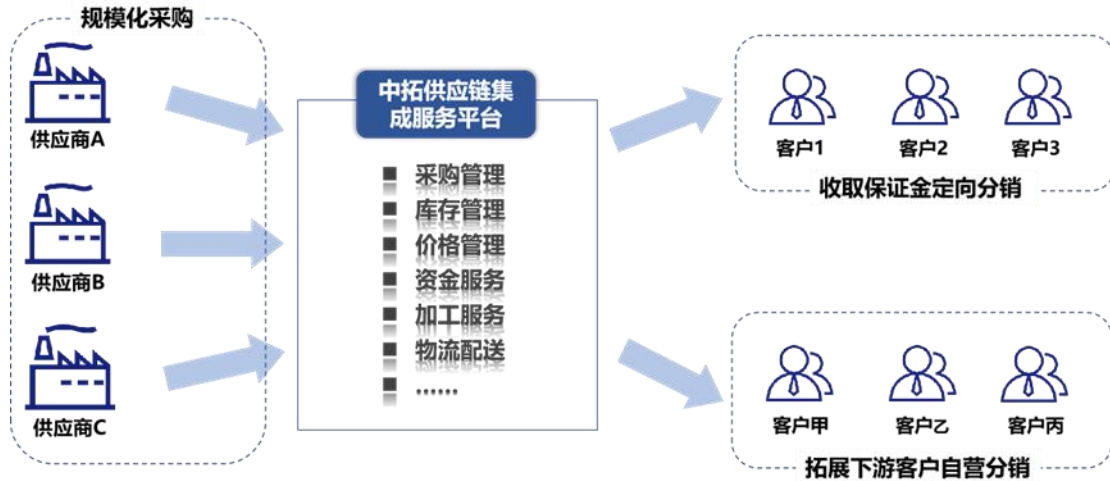 规模化采购
供应商A
供应商B
供应商C
中拓供应链集
成服务平台
■ 采购管理
■ 库存管理
■ 价格管理
■ 资金服务
■ 加工服务
■ 物流配送
■ ……
客户1
客户2
客户3
收取保证金定向分销
客户甲
客户乙
客户丙
拓展下游客户自营分销